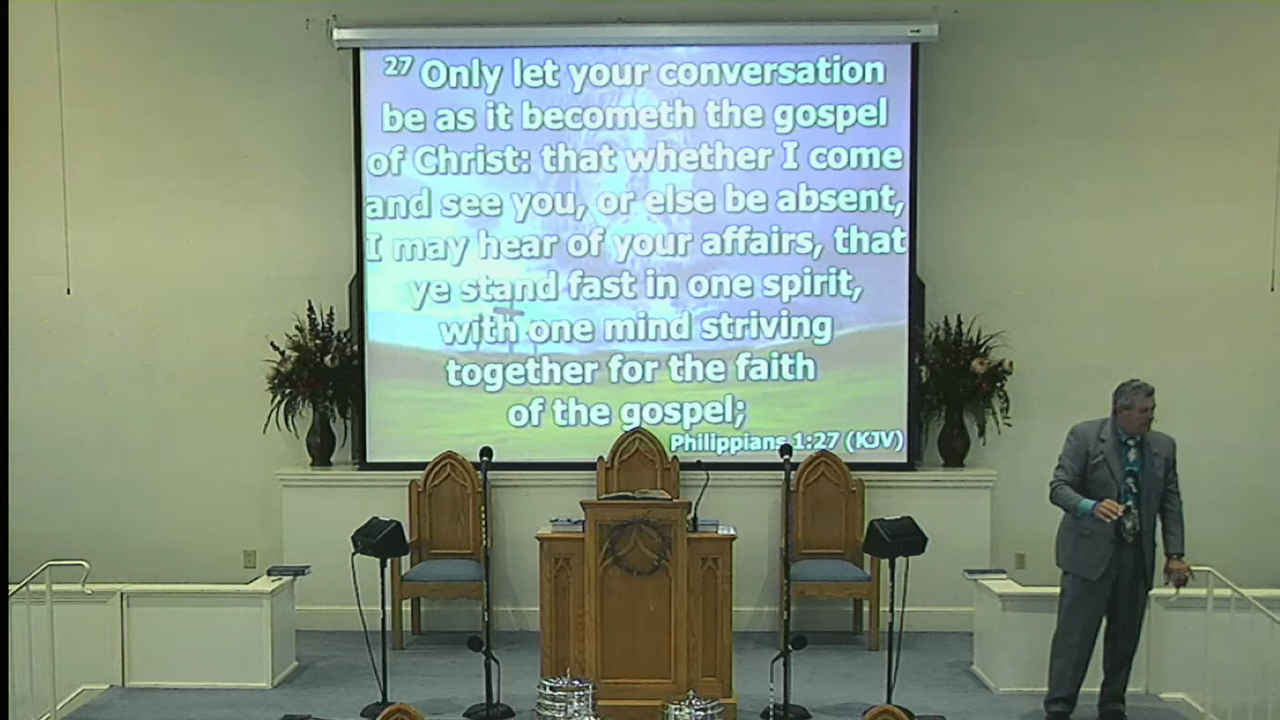 27 Only let your conversation
be as it becometh the gospel
of Christ: that whether I come
and see you, or else be absent,
I may hear of your affairs, that
ye stand fast in one spirit,
with one mind striving
together for the faith
of the gospel;
Philippians 1:27 (KJV)